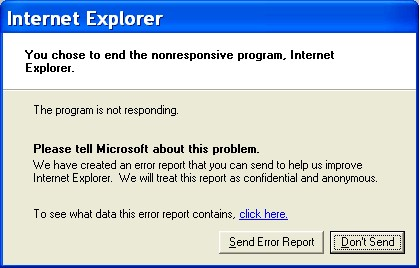 Internet Explorer
You chose to end the nonresponsive program, Internet
Explorer.
The program is not responding.
Please tell Microsoft about this problem.
We have created an error report that you can send to help us improve
Internet Explorer. We will treat this report as confidential and anonymous.
To see what data this error report contains, click here.
Send Error Report Don't Send